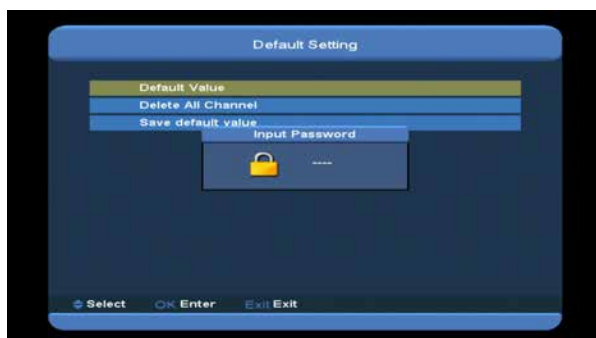 Default Setting
Default Value
Delete All Channel
Save default value
Input Password
----
Select OK Enter Exit Exit